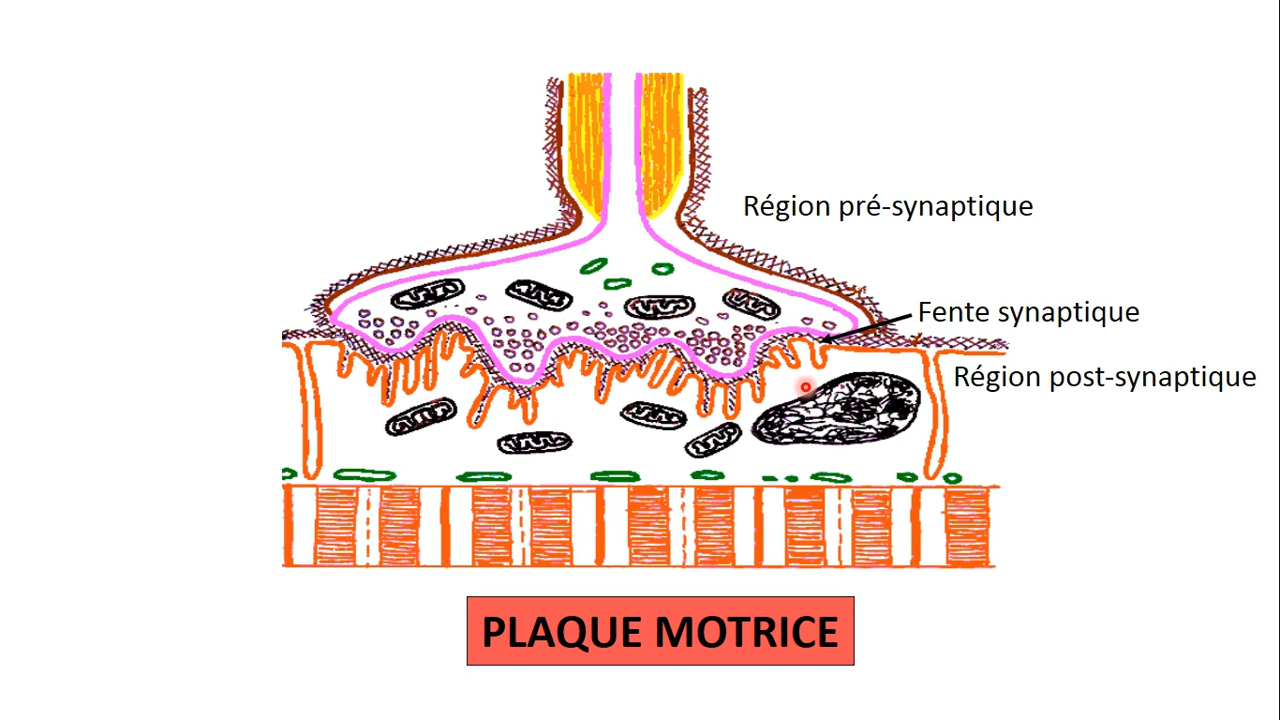 Région pré-synaptique
Fente synaptique
Région post-synaptique
PLAQUE MOTRICE